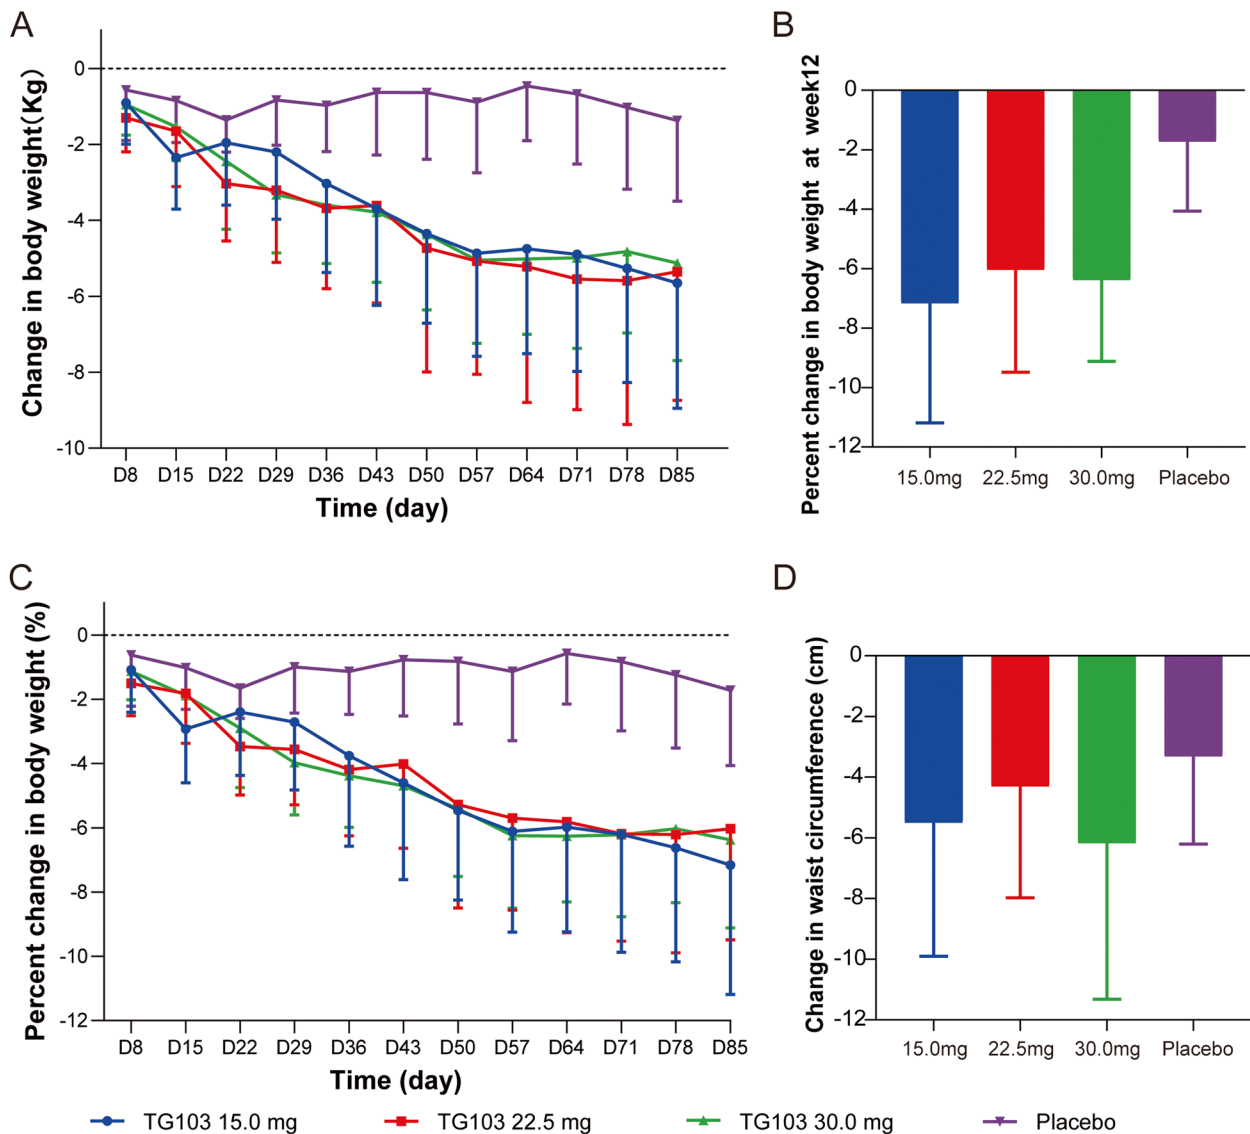 A
Change in body weight(Kg)
0
-2
-4
-6
-8
-10
D8 D15 D22 D29 D36 D43 D50 D57 D64 D71 D78 D85
Time (day)
B
Percent change in body weight at week12
0
-2
-4
-6
-8
-10
-12
15.0mg 22.5mg 30.0mg Placebo
C
Percent change in body weight (%)
0
-2
-4
-6
-8
-10
-12
D8 D15 D22 D29 D36 D43 D50 D57 D64 D71 D78 D85
Time (day)
D
Change in waist circumference (cm)
0
-2
-4
-6
-8
-10
-12
15.0mg 22.5mg 30.0mg Placebo
TG103 15.0 mg TG103 22.5 mg TG103 30.0 mg Placebo